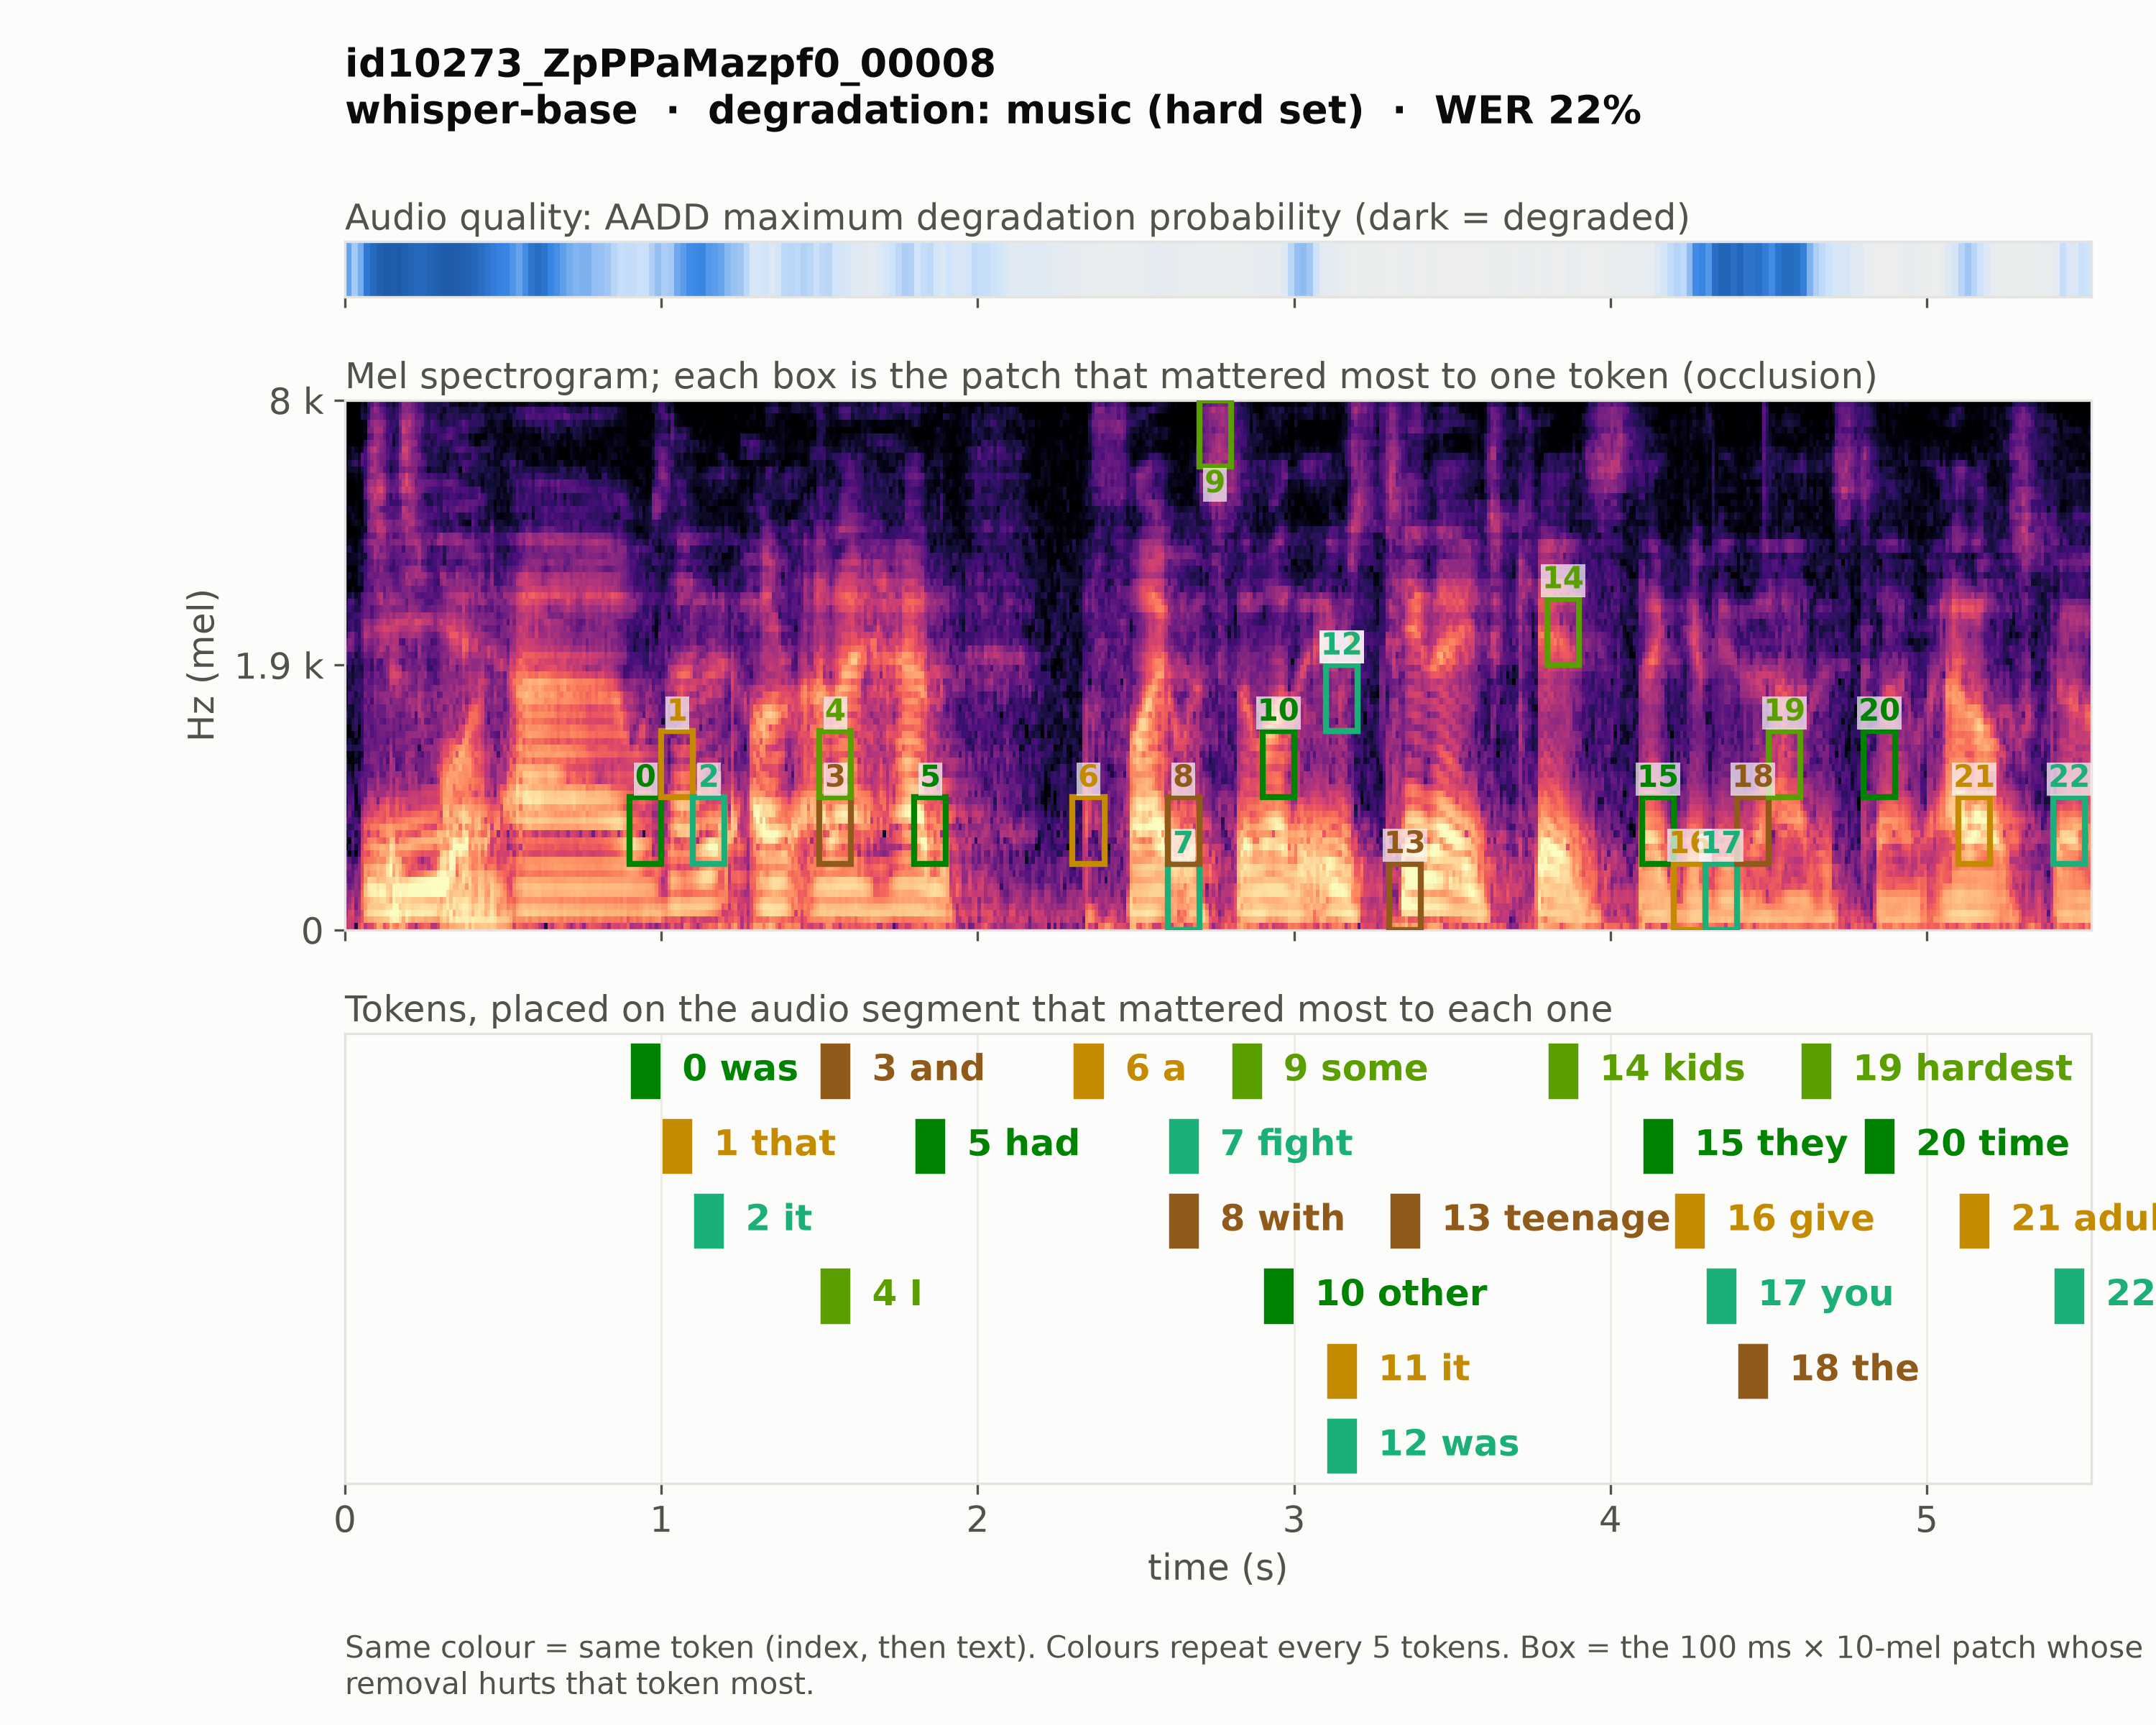 id10273_ZpPPaMazpf0_00008
whisper-base · degradation: music (hard set) · WER 22%
Audio quality: AADD maximum degradation probability (dark = degraded)
Mel spectrogram; each box is the patch that mattered most to one token (occlusion)
8 k
9
14
12
1.9 k
Hz (mel)
1 4 10 19 20
0 2 3 5 6 8 15 18 21 22
7 13 16 17
0
Tokens, placed on the audio segment that mattered most to each one
0 was 3 and 6 a 9 some 14 kids 19 hardest
1 that 5 had 7 fight 15 they 20 time
2 it 8 with 13 teenage 16 give 21 adul
4 I 10 other 17 you 22
11 it 18 the
12 was
0 1 2 3 4 5
time (s)
Same colour = same token (index, then text). Colours repeat every 5 tokens. Box = the 100 ms × 10-mel patch whose
removal hurts that token most.